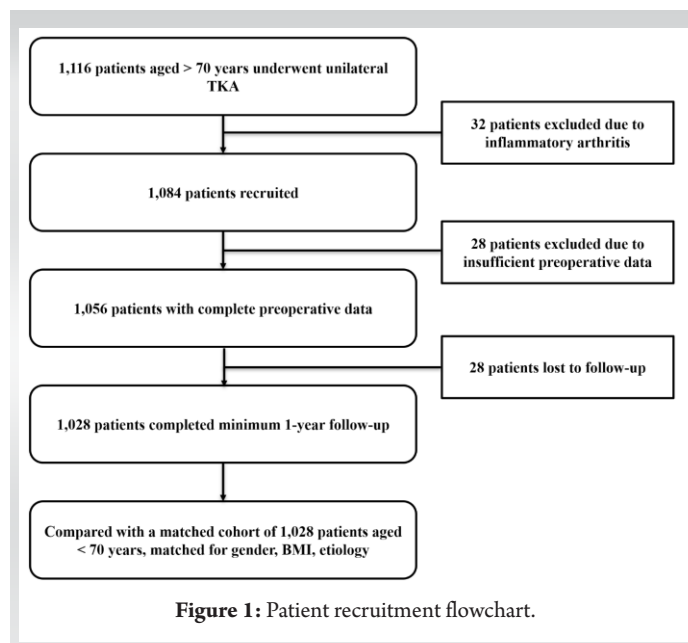 1,116 patients aged > 70 years underwent unilateral
TKA
32 patients excluded due to
inflammatory arthritis
1,084 patients recruited
28 patients excluded due to
insufficient preoperative data
1,056 patients with complete preoperative data
28 patients lost to follow-up
1,028 patients completed minimum 1-year follow-up
Compared with a matched cohort of 1,028 patients aged
< 70 years, matched for gender, BMI, etiology
Figure 1: Patient recruitment flowchart.